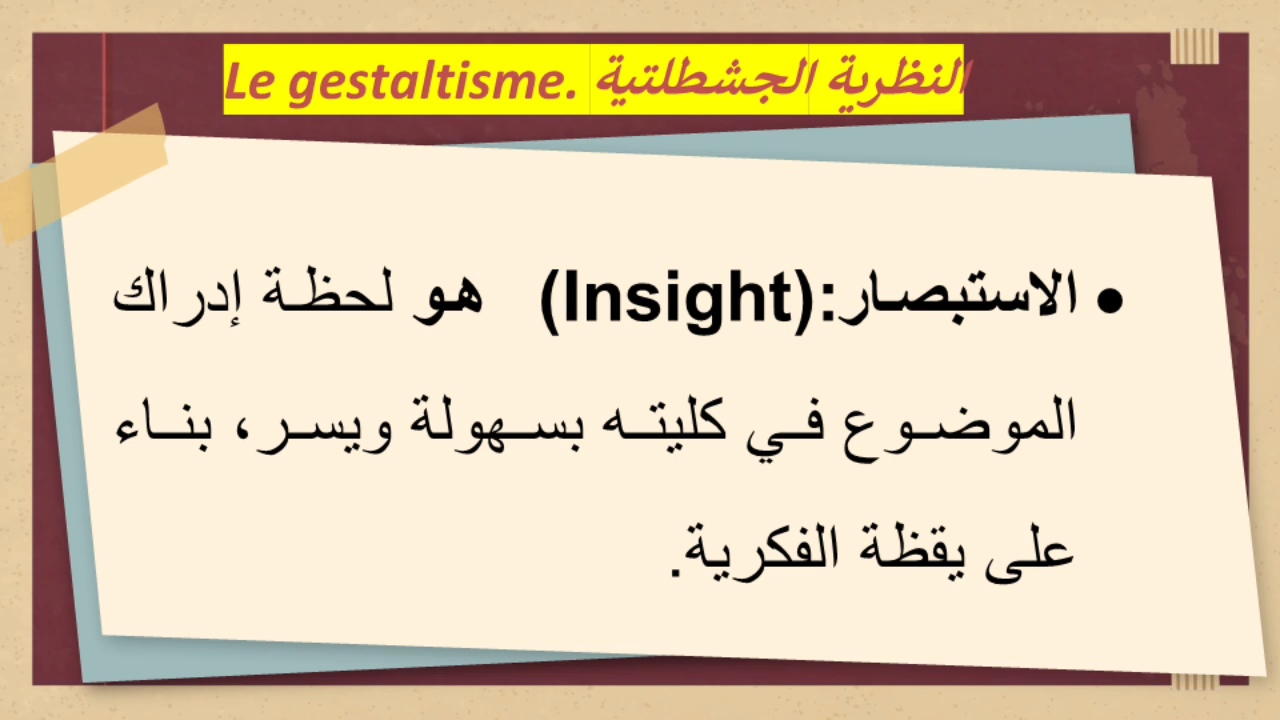 النظرية الجشطلتية Le gestaltisme.
• الاستبصار:(Insight) هو لحظة إدراك
الموضوع في كليته بسهولة ويسر، بناء
على يقظة الفكرية.